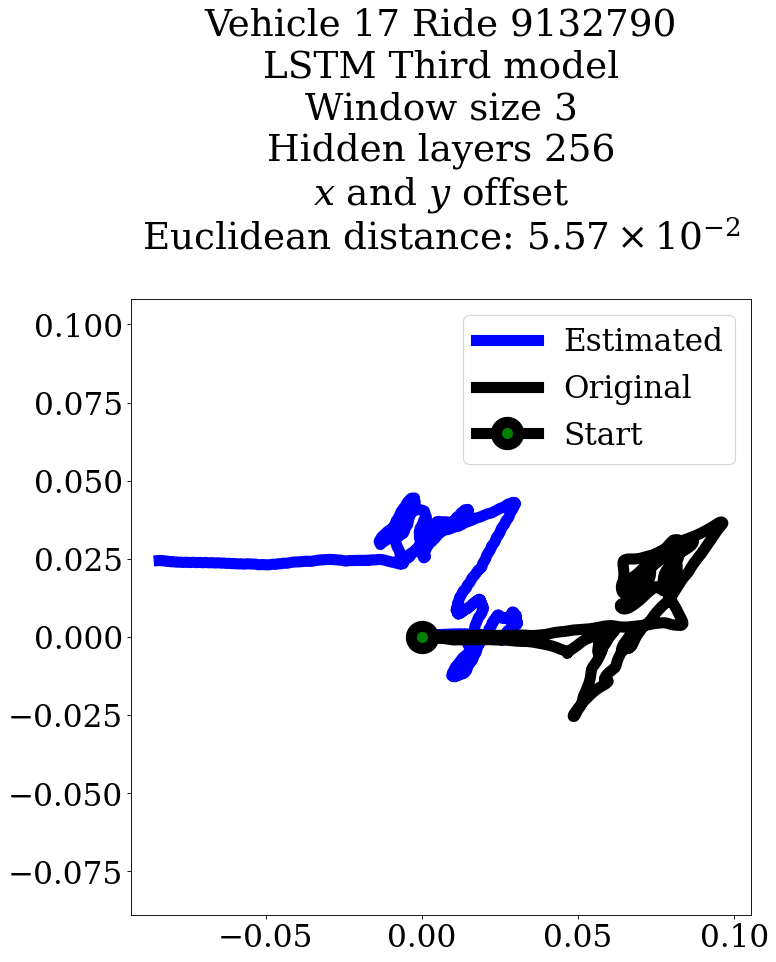 Vehicle 17 Ride 9132790
LSTM Third model
Window size 3
Hidden layers 256
x and y offset
Euclidean distance: 5.57 × 10⁻²
Estimated
Original
Start
0.100
0.075
0.050
0.025
0.000
−0.025
−0.050
−0.075
−0.05
0.00
0.05
0.10